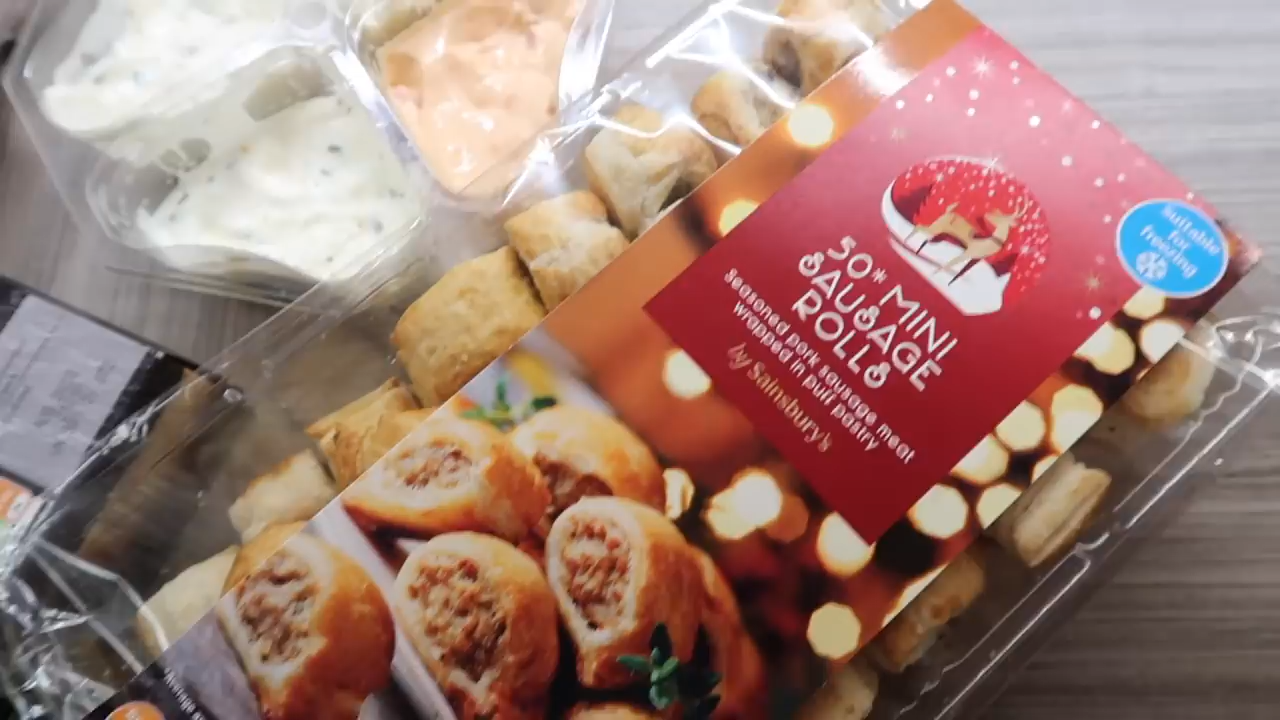 50* MINI
SAUSAGE
ROLLS
Seasoned pork sausage meat
wrapped in puff pastry
by Sainsbury's
Suitable
for
freezing